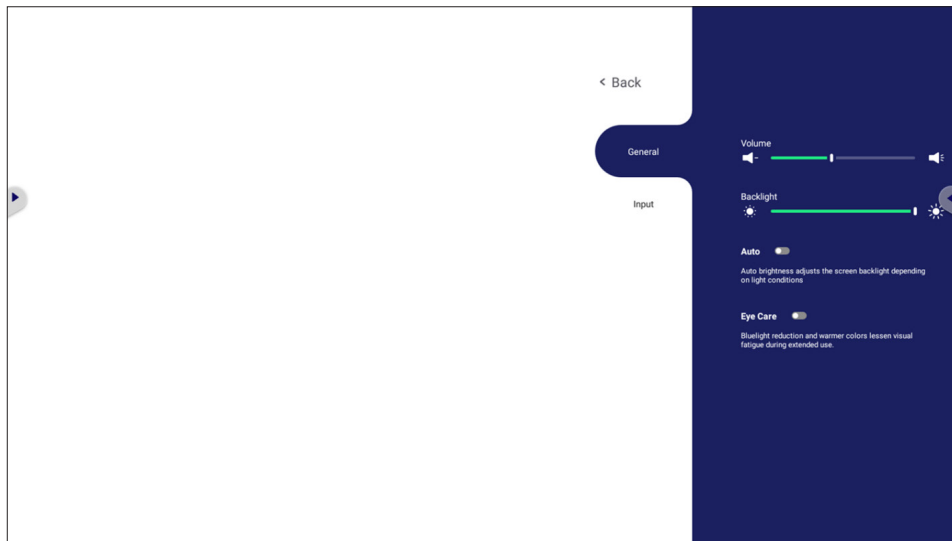 < Back
General
Input
Volume
Backlight
Auto
Auto brightness adjusts the screen backlight depending
on light conditions
Eye Care
Bluelight reduction and warmer colors lessen visual
fatigue during extended use.